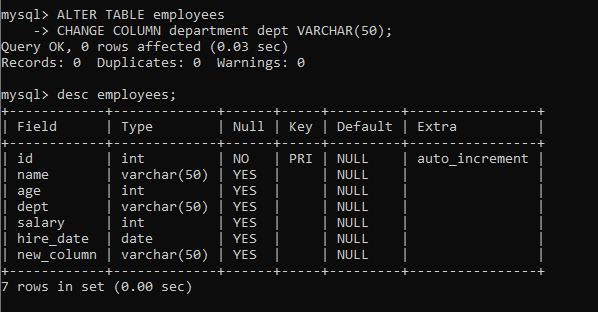 mysql> ALTER TABLE employees
    -> CHANGE COLUMN department dept VARCHAR(50);
Query OK, 0 rows affected (0.03 sec)
Records: 0  Duplicates: 0  Warnings: 0

mysql> desc employees;
+------------+-------------+------+-----+---------+----------------+
| Field      | Type        | Null | Key | Default | Extra          |
+------------+-------------+------+-----+---------+----------------+
| id         | int         | NO   | PRI | NULL    | auto_increment |
| name       | varchar(50) | YES  |     | NULL    |                |
| age        | int         | YES  |     | NULL    |                |
| dept       | varchar(50) | YES  |     | NULL    |                |
| salary     | int         | YES  |     | NULL    |                |
| hire_date  | date        | YES  |     | NULL    |                |
| new_column | varchar(50) | YES  |     | NULL    |                |
+------------+-------------+------+-----+---------+----------------+
7 rows in set (0.00 sec)